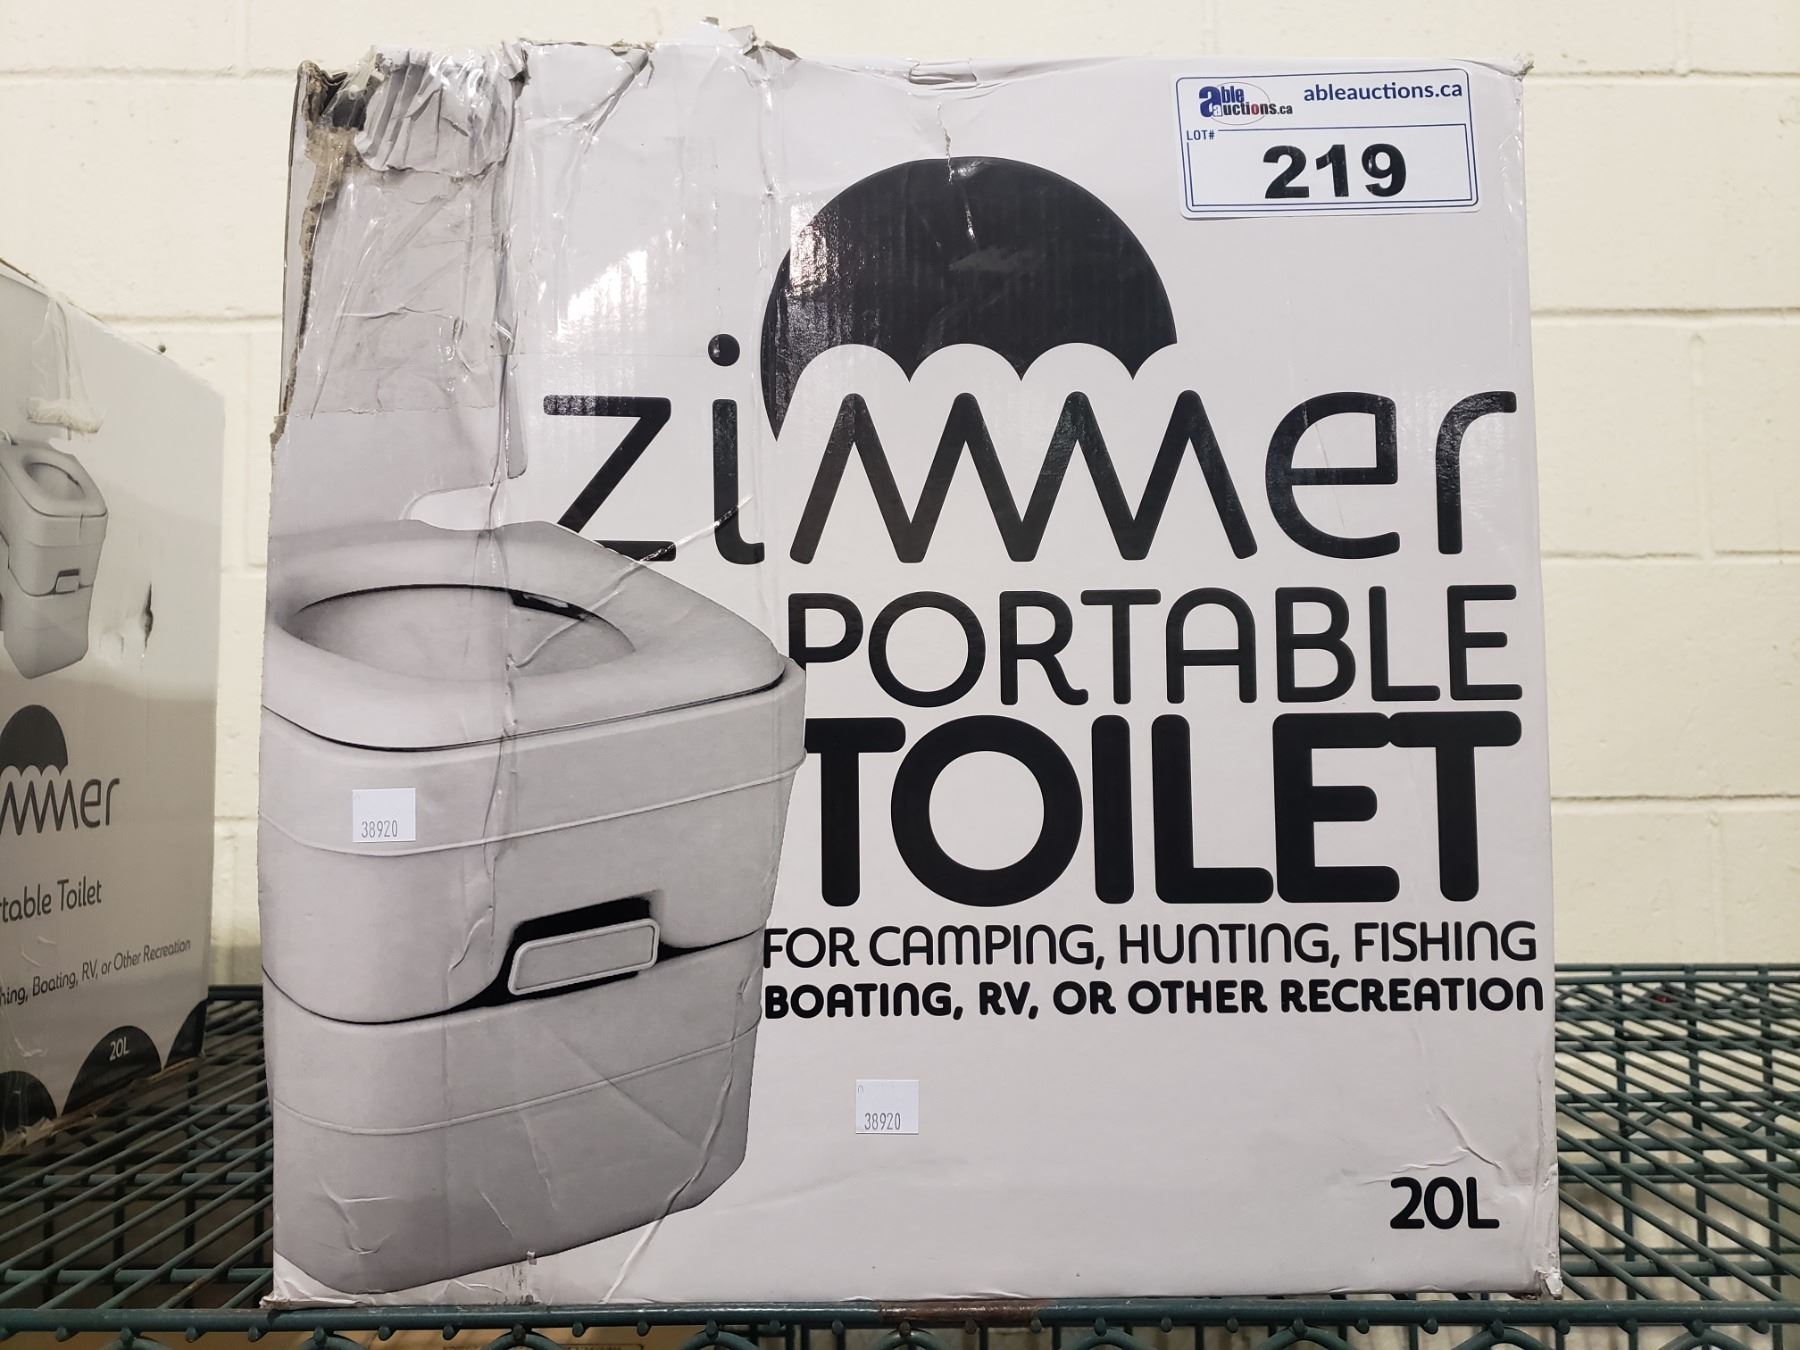 able auctions.ca ableauctions.ca
LOT#
219
zimmer
PORTABLE
TOILET
FOR CAMPING, HUNTING, FISHING
BOATING, RV, OR OTHER RECREATION
38920
38920
20L
mmer
table Toilet
hing, Boating, RV, or Other Recreation
20L